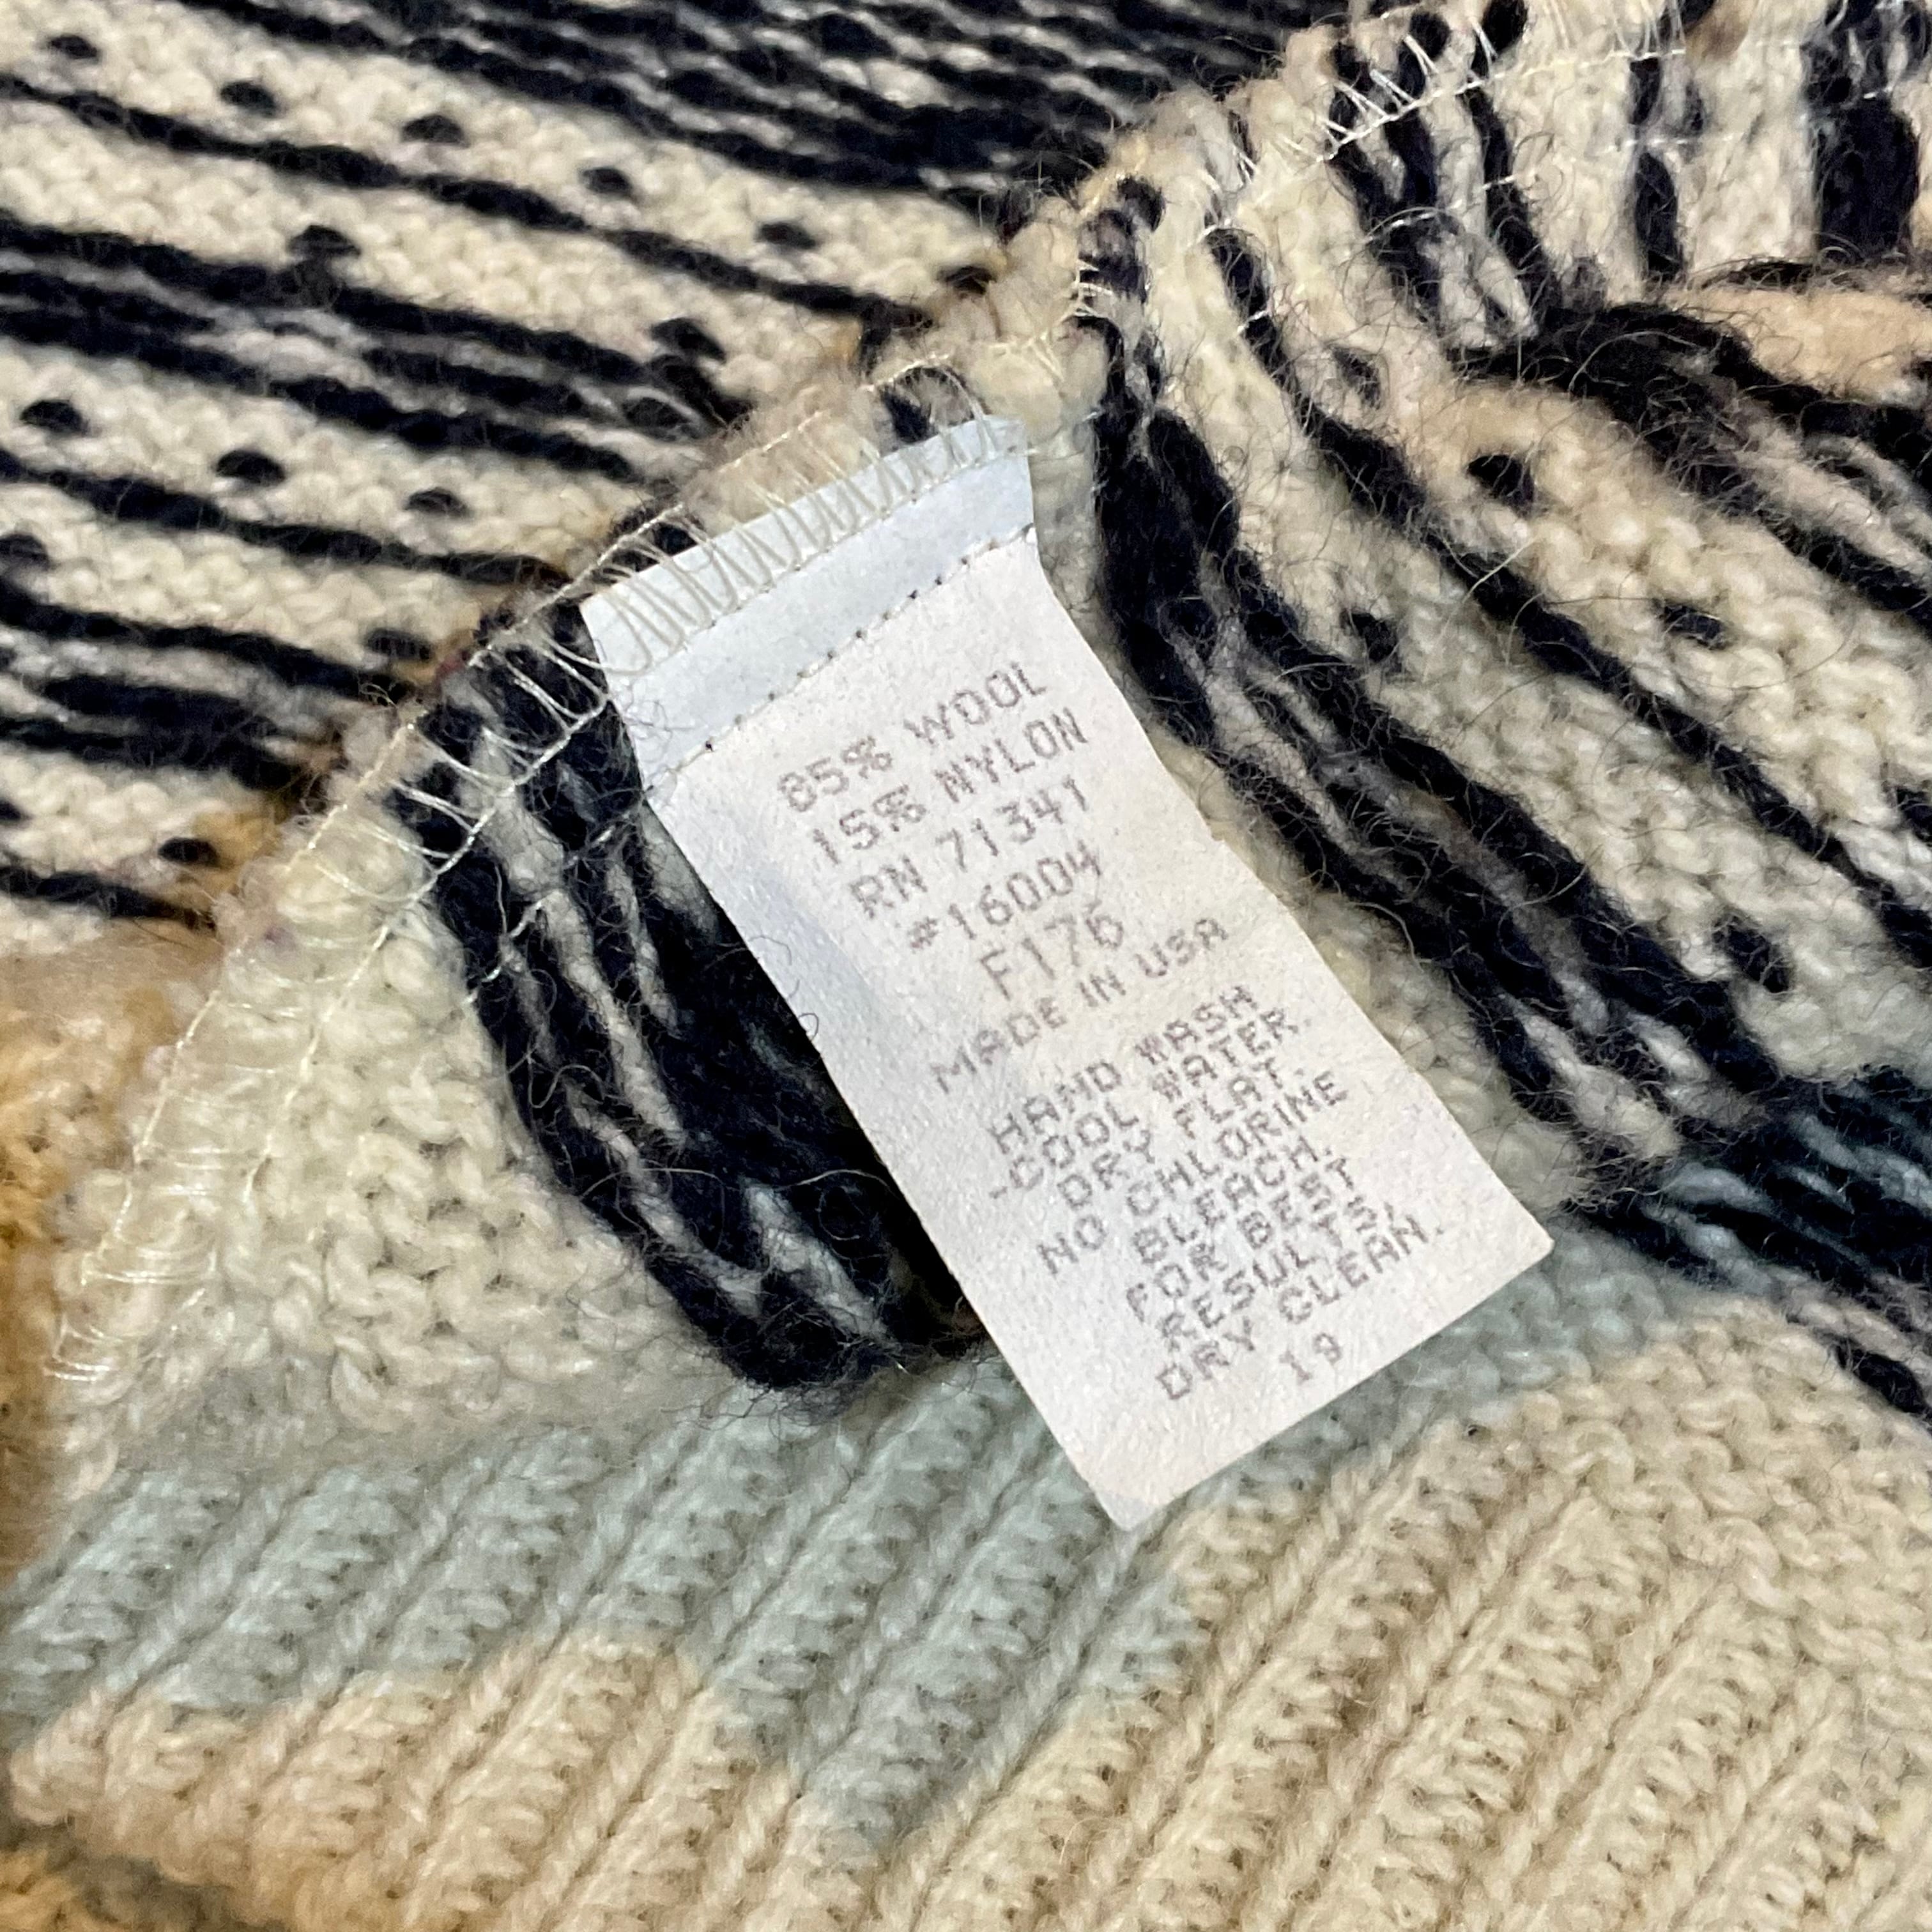 85% WOOL
15% NYLON
RN 71341
#16004
F176
MADE IN USA
HAND WASH
COOL WATER.
DRY FLAT.
NO CHLORINE
BLEACH.
FOR BEST
RESULTS,
DRY CLEAN.
19